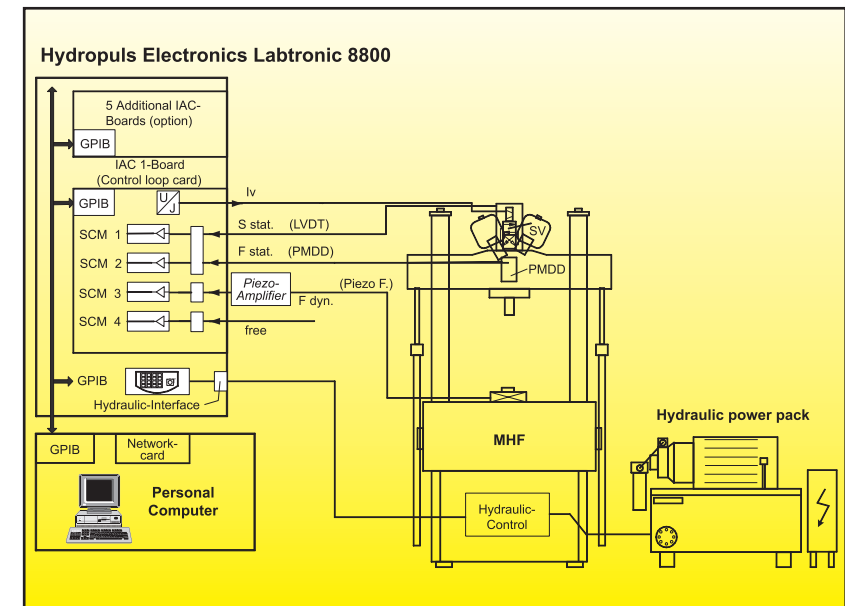 Hydropuls Electronics Labtronic 8800
5 Additional IAC-
Boards (option)
GPIB
IAC 1-Board
(Control loop card)
GPIB
U
J
Iv
SCM 1
S stat. (LVDT)
SV
SCM 2
F stat. (PMDD)
PMDD
SCM 3
Piezo-
Amplifier
(Piezo F.)
F dyn.
SCM 4
free
GPIB
Hydraulic-Interface
GPIB
Network-
card
Personal
Computer
MHF
Hydraulic-
Control
Hydraulic power pack